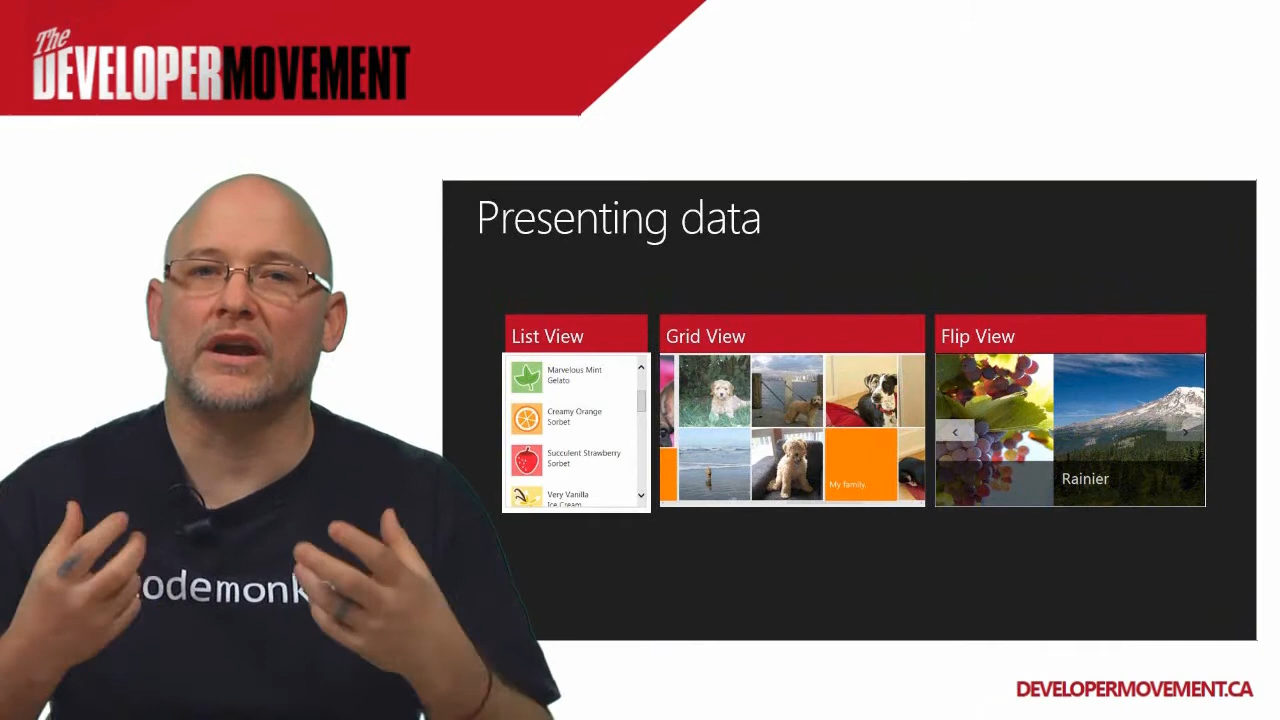 The
DEVELOPERMOVEMENT
Presenting data
List View
Grid View
Flip View
Marvelous Mint
Gelato
Creamy Orange
Sorbet
Succulent Strawberry
Sorbet
Very Vanilla
Ice Cream
My family.
Rainier
codemonk
DEVELOPERMOVEMENT.CA